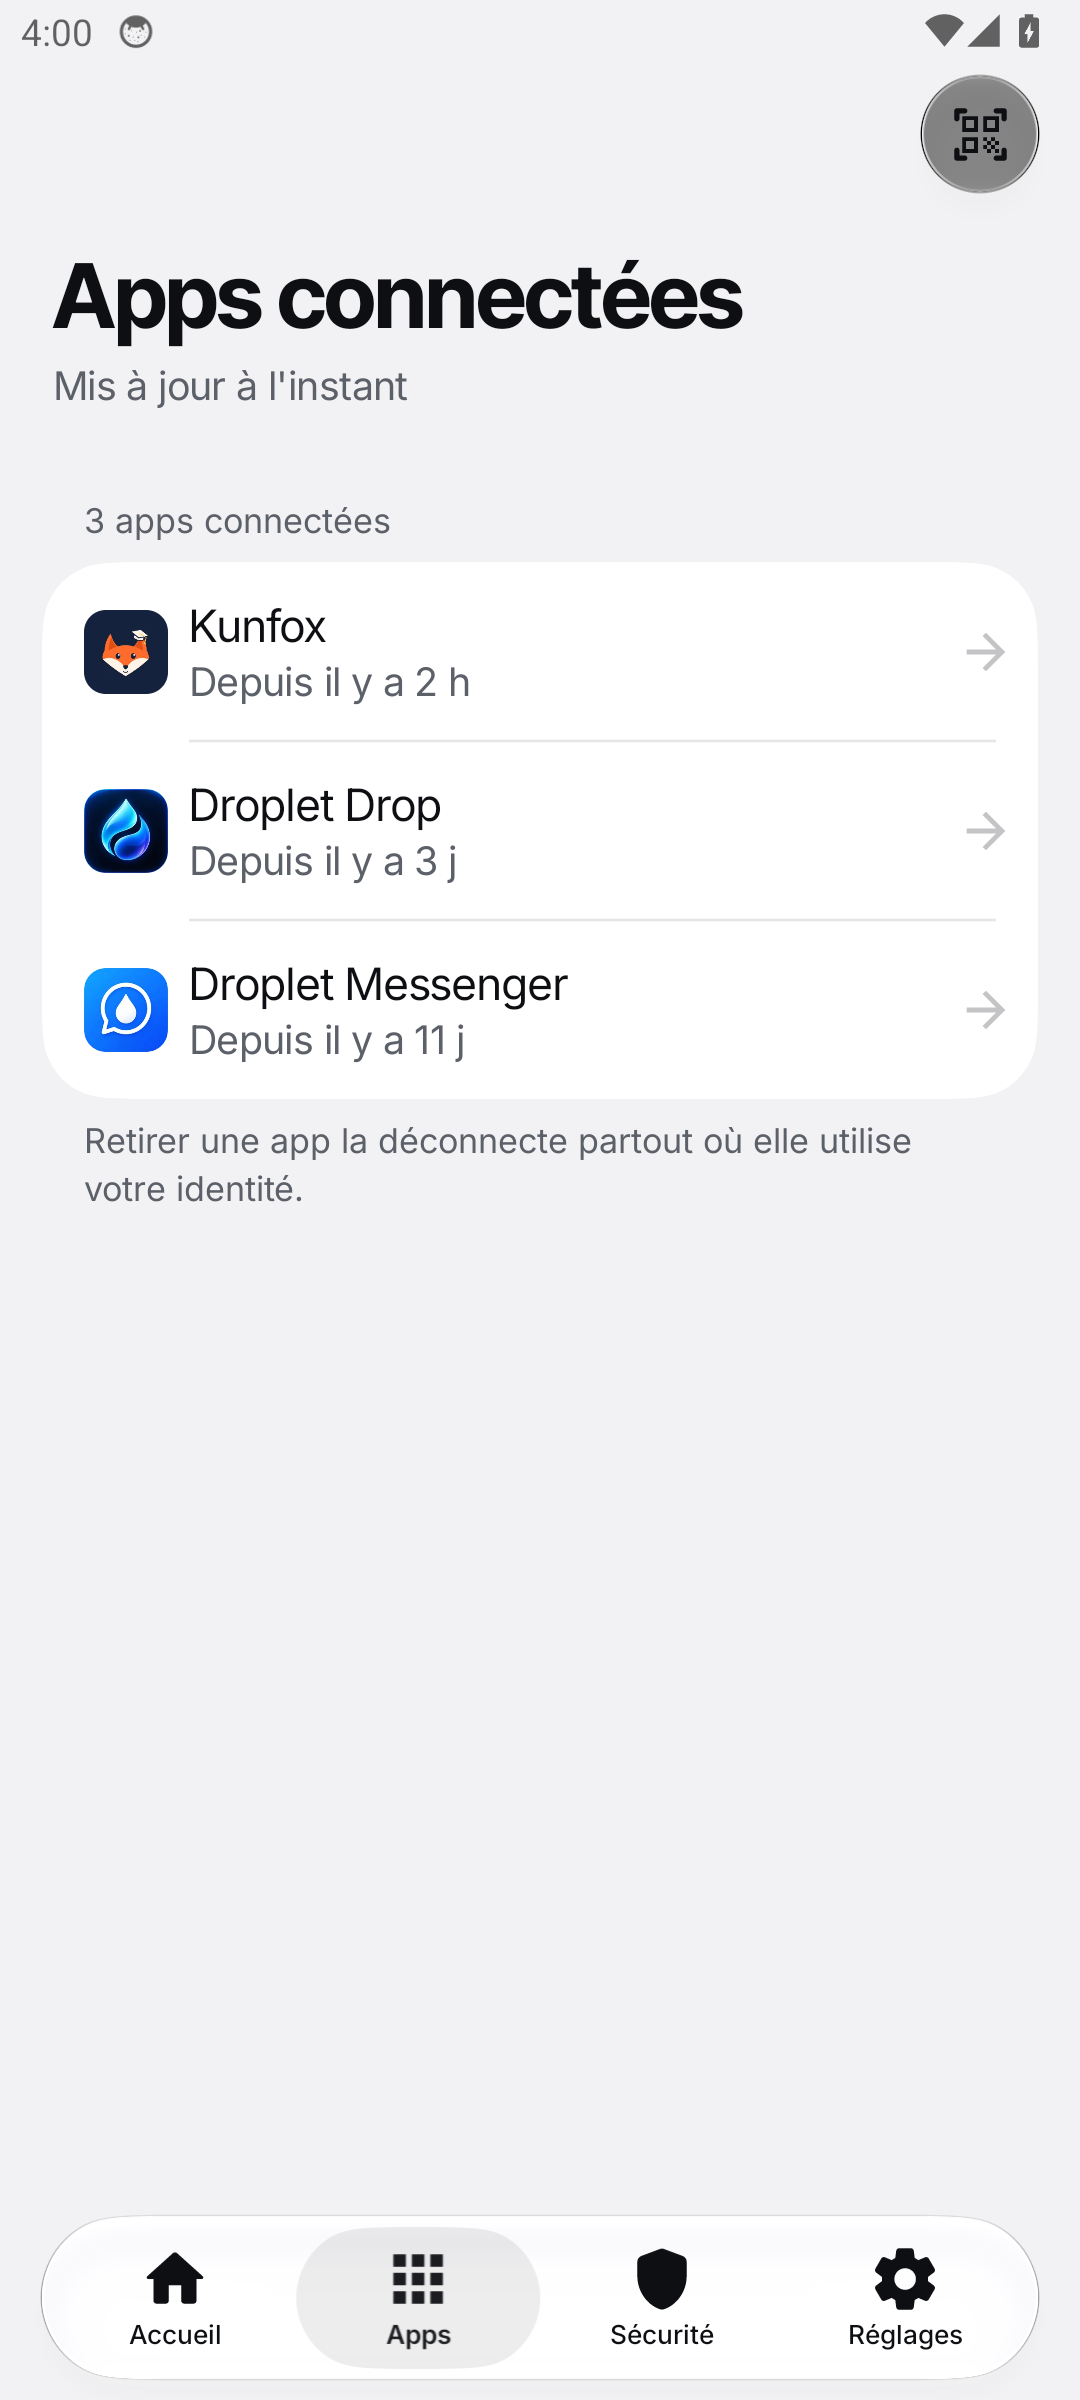 4:00
Apps connectées
Mis à jour à l'instant
3 apps connectées
Kunfox
Depuis il y a 2 h
Droplet Drop
Depuis il y a 3 j
Droplet Messenger
Depuis il y a 11 j
Retirer une app la déconnecte partout où elle utilise
votre identité.
Accueil
Apps
Sécurité
Réglages